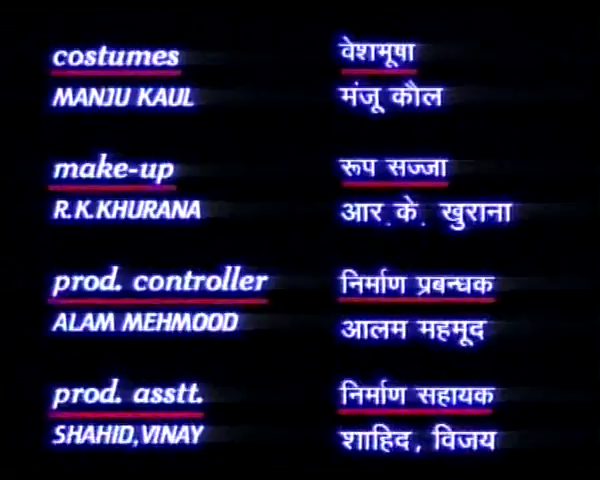 costumes
MANJU KAUL
make-up
R.K.KHURANA
prod. controller
ALAM MEHMOOD
prod. asstt.
SHAHID,VINAY
वेशभूषा
मंजू कौल
रूप सज्जा
आर.के. खुराना
निर्माण प्रबन्धक
आलम महमूद
निर्माण सहायक
शाहिद, विजय